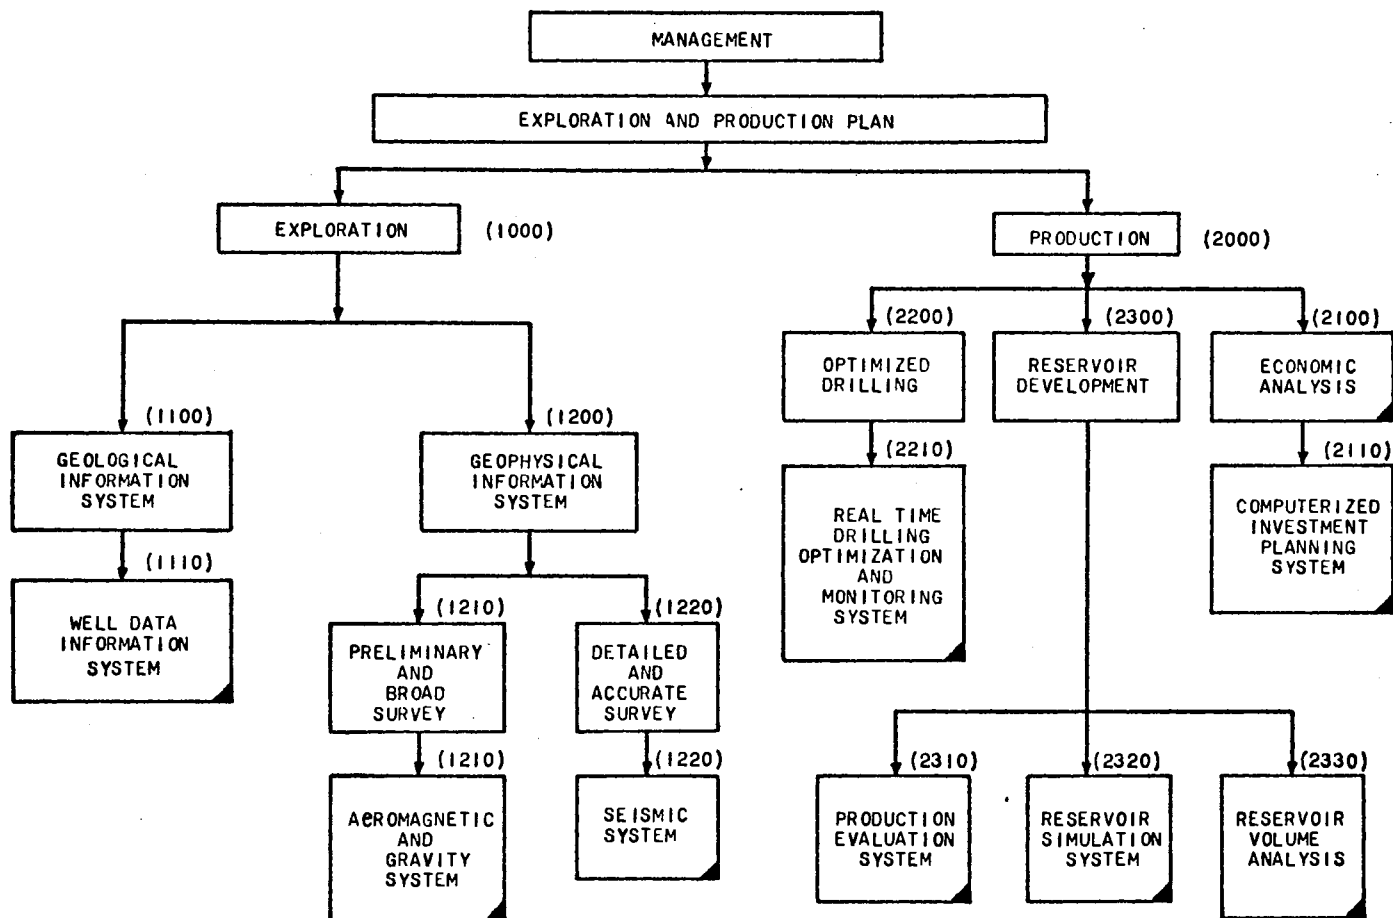 MANAGEMENT
EXPLORATION AND PRODUCTION PLAN
EXPLORATION
(1000)
PRODUCTION
(2000)
(1100)
GEOLOGICAL
INFORMATION
SYSTEM
(1110)
WELL DATA
INFORMATION
SYSTEM
(1200)
GEOPHYSICAL
INFORMATION
SYSTEM
(1210)
PRELIMINARY
AND
BROAD
SURVEY
(1210)
AeROMAGNETIC
AND
GRAVITY
SYSTEM
(1220)
DETAILED
AND
ACCURATE
SURVEY
(1220)
SEISMIC
SYSTEM
(2200)
OPTIMIZED
DRILLING
(2210)
REAL TIME
DRILLING
OPTIMIZATION
AND
MONITORING
SYSTEM
(2300)
RESERVOIR
DEVELOPMENT
(2100)
ECONOMIC
ANALYSIS
(2110)
COMPUTERIZED
INVESTMENT
PLANNING
SYSTEM
(2310)
PRODUCTION
EVALUATION
SYSTEM
(2320)
RESERVOIR
SIMULATION
SYSTEM
(2330)
RESERVOIR
VOLUME
ANALYSIS